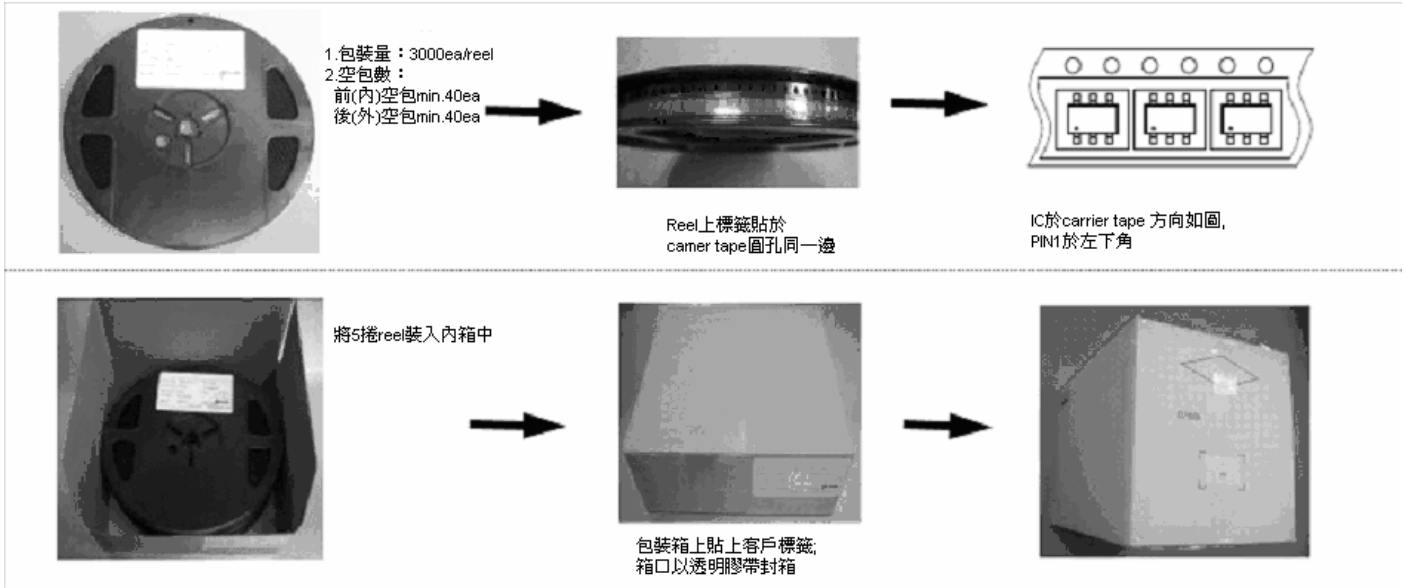 1.包裝量：3000ea/reel
2.空包數：
前(內)空包min.40ea
後(外)空包min.40ea
Reel上標籤貼於
camer tape圓孔同一邊
IC於carrier tape 方向如圖,
PIN1於左下角
將5捲reel裝入內箱中
包裝箱上貼上客戶標籤;
箱口以透明膠帶封箱